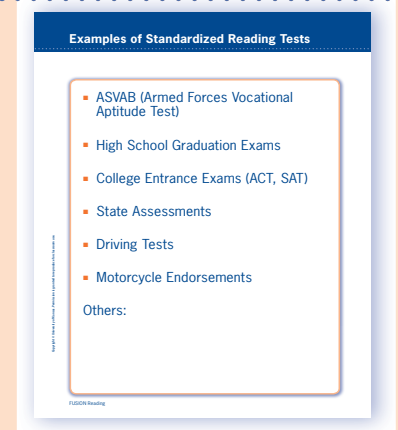 Examples of Standardized Reading Tests
▪ ASVAB (Armed Forces Vocational
Aptitude Test)
▪ High School Graduation Exams
▪ College Entrance Exams (ACT, SAT)
▪ State Assessments
▪ Driving Tests
▪ Motorcycle Endorsements
Others:
FUSION Reading